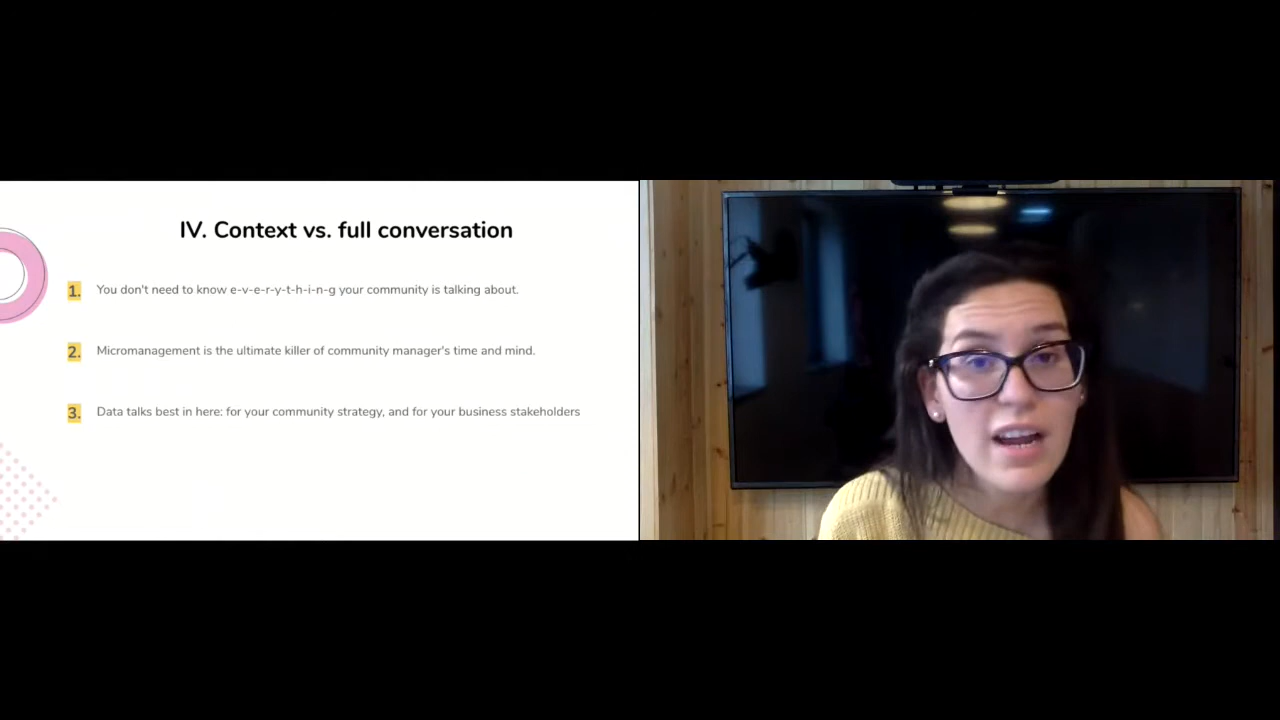 IV. Context vs. full conversation
1. You don't need to know e-v-e-r-y-t-h-i-n-g your community is talking about.
2. Micromanagement is the ultimate killer of community manager's time and mind.
3. Data talks best in here: for your community strategy, and for your business stakeholders